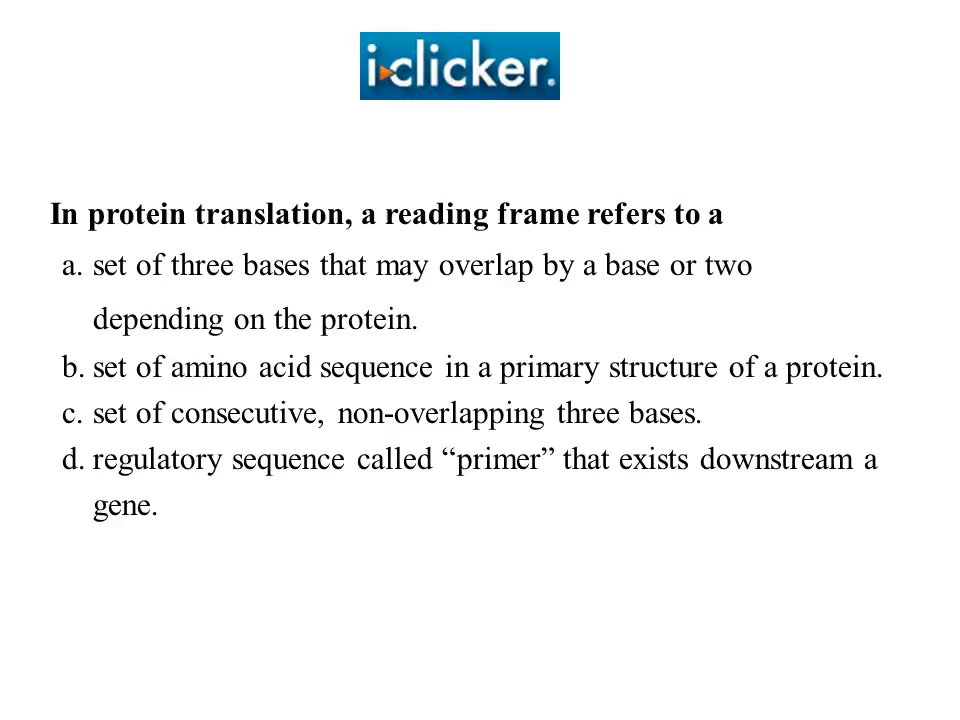 i▸clicker.®
In protein translation, a reading frame refers to a
a. set of three bases that may overlap by a base or two
depending on the protein.
b. set of amino acid sequence in a primary structure of a protein.
c. set of consecutive, non-overlapping three bases.
d. regulatory sequence called “primer” that exists downstream a
gene.